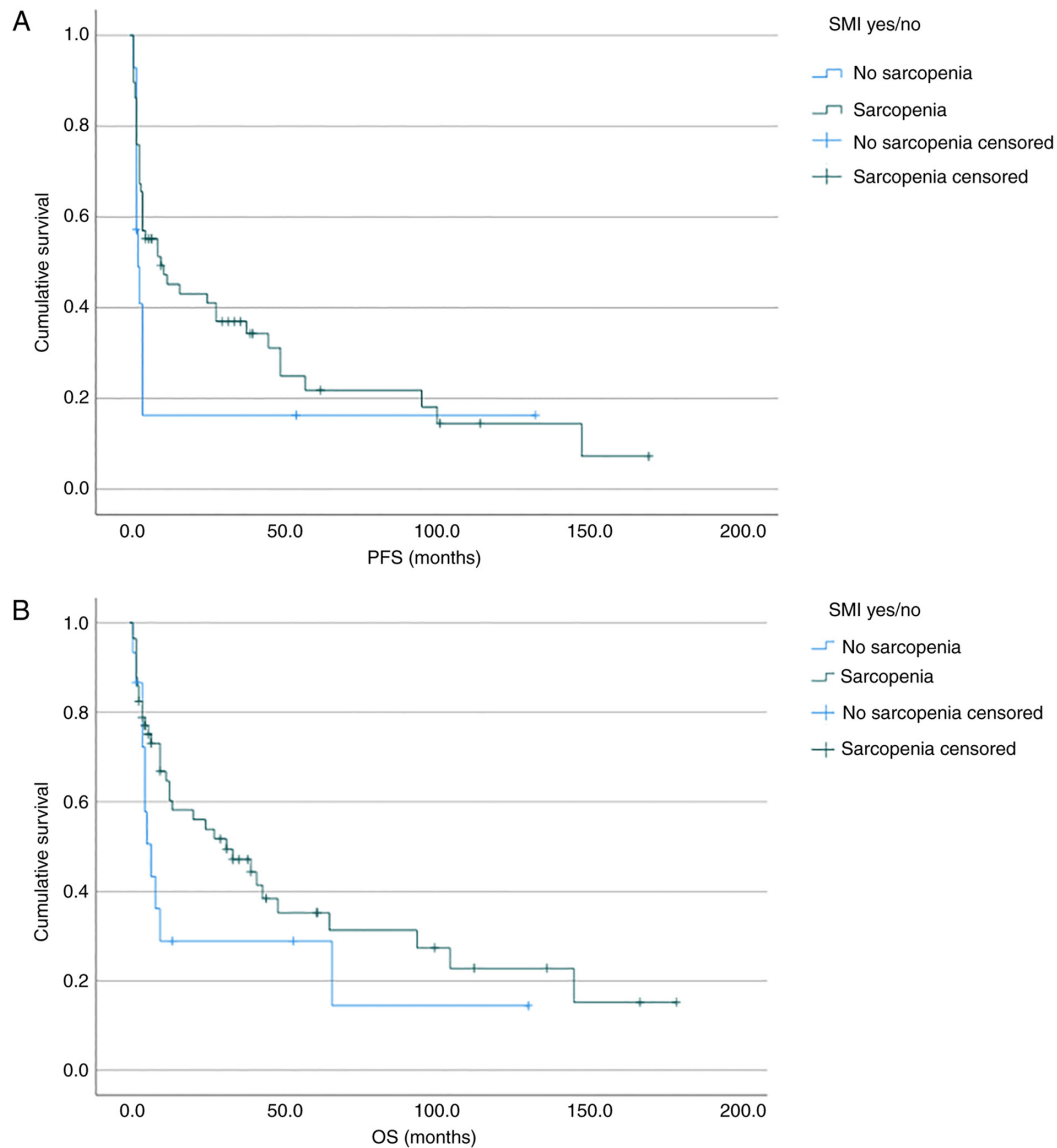 A
SMI yes/no
No sarcopenia
Sarcopenia
No sarcopenia censored
Sarcopenia censored
Cumulative survival
1.0
0.8
0.6
0.4
0.2
0.0
0.0 50.0 100.0 150.0 200.0
PFS (months)
B
SMI yes/no
No sarcopenia
Sarcopenia
No sarcopenia censored
Sarcopenia censored
Cumulative survival
1.0
0.8
0.6
0.4
0.2
0.0
0.0 50.0 100.0 150.0 200.0
OS (months)